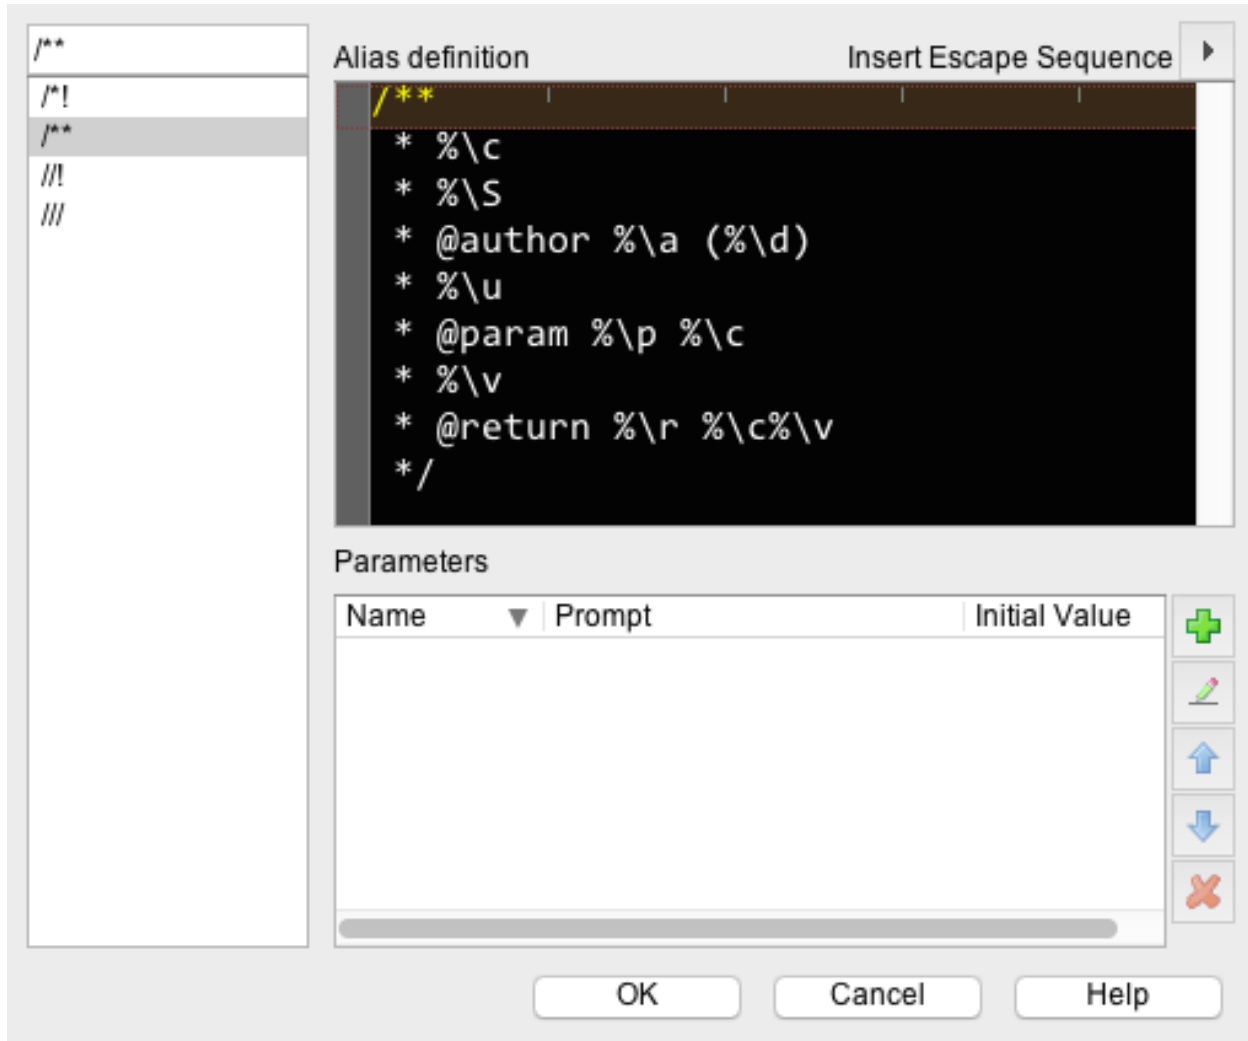 /**
/*!
/**
//!
///
Alias definition
Insert Escape Sequence
/**
* %\c
* %\S
* @author %\a (%\d)
* %\u
* @param %\p %\c
* %\v
* @return %\r %\c%\v
*/
Parameters
Name Prompt Initial Value
OK Cancel Help